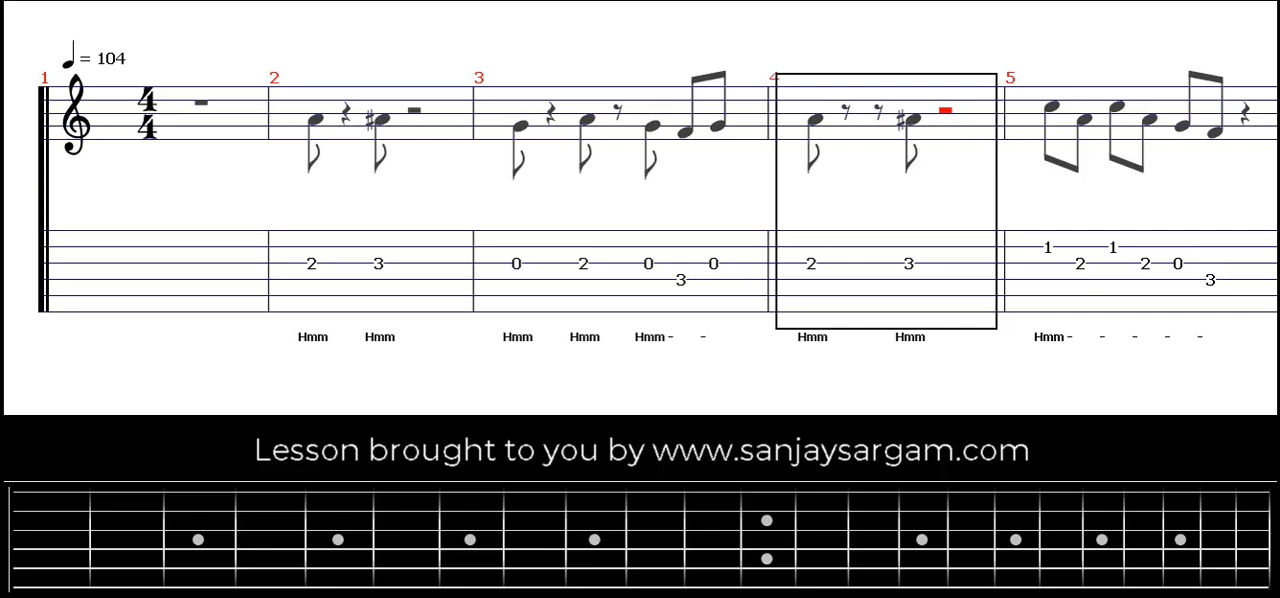 = 104
1 2 3 4 5
4
4
1 1
2 3 0 2 0 0 2 3 2 2 0
3 3
Hmm Hmm Hmm Hmm Hmm - - Hmm Hmm Hmm - - - - -
Lesson brought to you by www.sanjaysargam.com